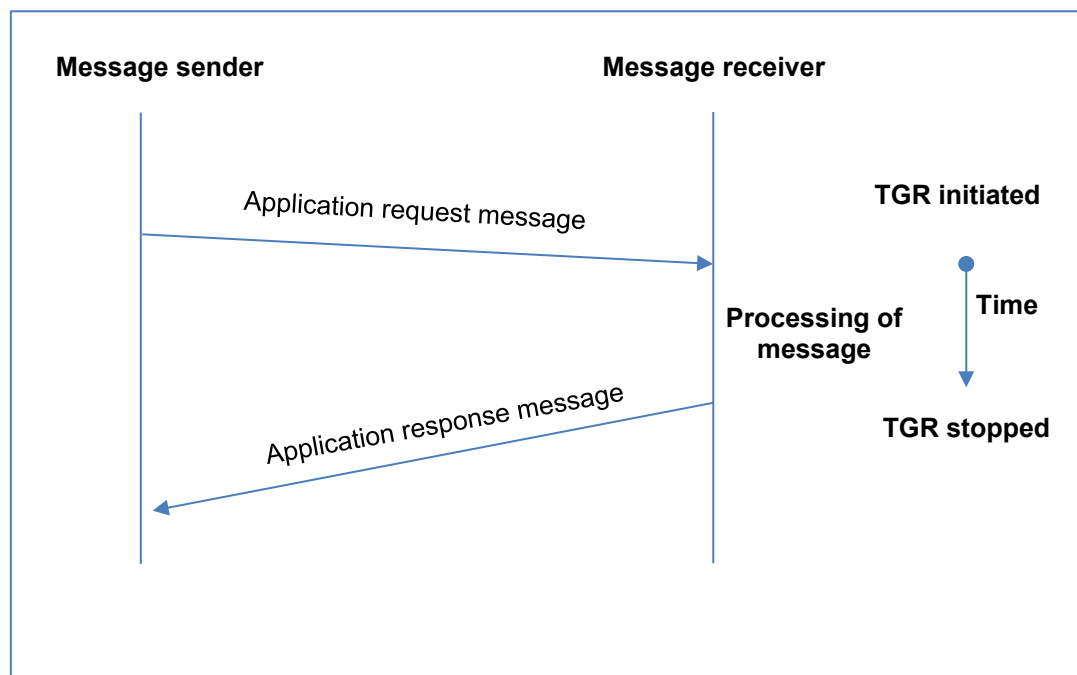 Message sender
Message receiver
TGR initiated
Application request message
Time
Processing of
message
Application response message
TGR stopped